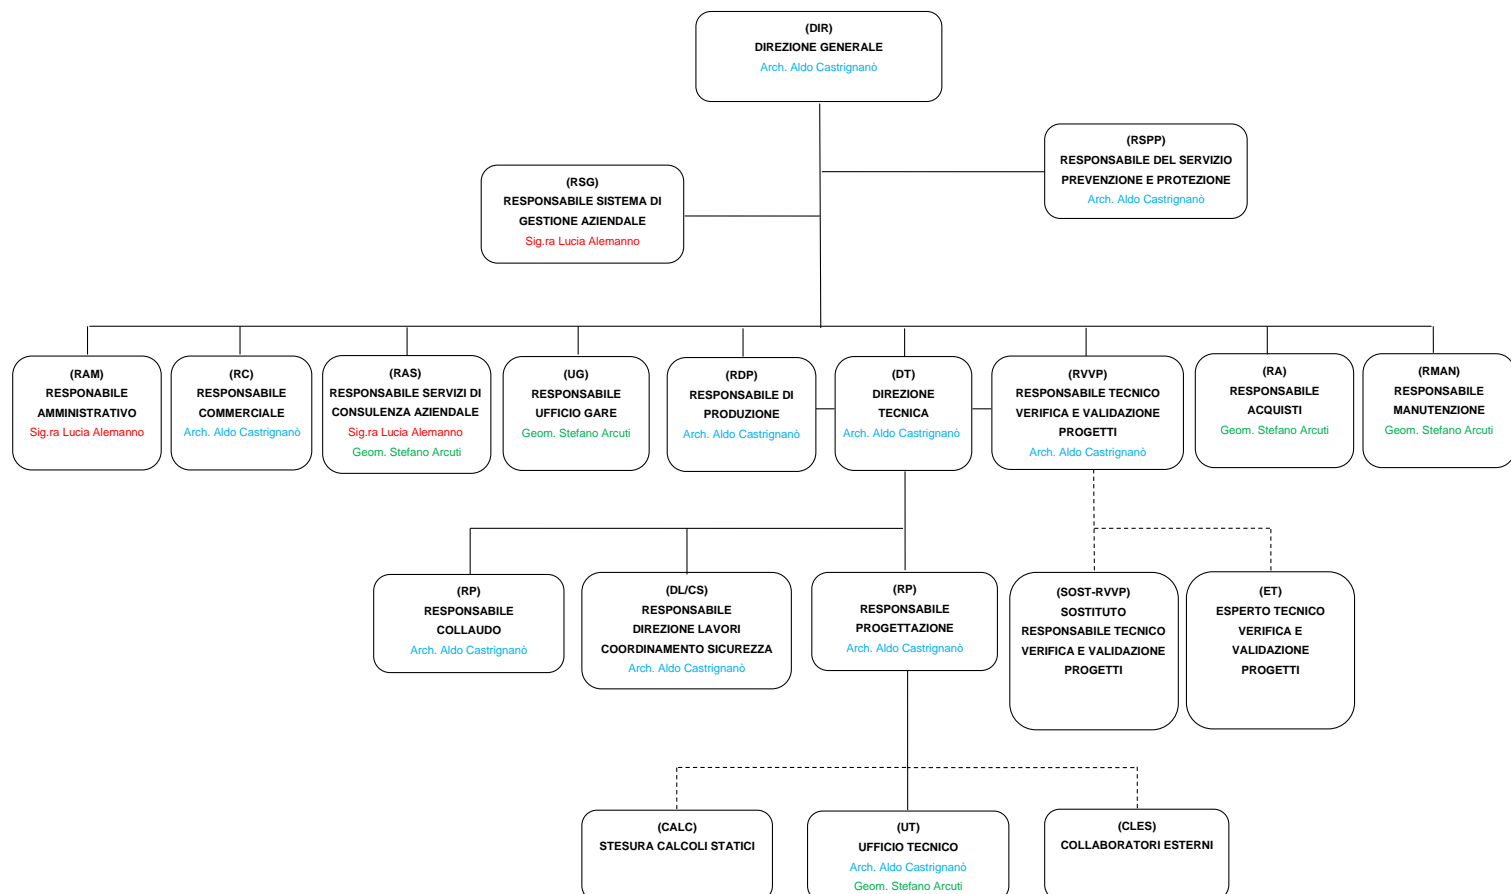 (DIR)
DIREZIONE GENERALE
Arch. Aldo Castrignanò
(RSPP)
RESPONSABILE DEL SERVIZIO
PREVENZIONE E PROTEZIONE
Arch. Aldo Castrignanò
(RSG)
RESPONSABILE SISTEMA DI
GESTIONE AZIENDALE
Sig.ra Lucia Alemanno
(RAM)
RESPONABILE
AMMINISTRATIVO
Sig.ra Lucia Alemanno
(RC)
RESPONSABILE
COMMERCIALE
Arch. Aldo Castrignanò
(RAS)
RESPONSABILE SERVIZI DI
CONSULENZA AZIENDALE
Sig.ra Lucia Alemanno
Geom. Stefano Arcuti
(UG)
RESPONSABILE
UFFICIO GARE
Geom. Stefano Arcuti
(RDP)
RESPONSABILE DI
PRODUZIONE
Arch. Aldo Castrignanò
(DT)
DIREZIONE
TECNICA
Arch. Aldo Castrignanò
(RVVP)
RESPONSABILE TECNICO
VERIFICA E VALIDAZIONE
PROGETTI
Arch. Aldo Castrignanò
(RA)
RESPONSABILE
ACQUISTI
Geom. Stefano Arcuti
(RMAN)
RESPONSABILE
MANUTENZIONE
Geom. Stefano Arcuti
(RP)
RESPONSABILE
COLLAUDO
Arch. Aldo Castrignanò
(DL/CS)
RESPONSABILE
DIREZIONE LAVORI
COORDINAMENTO SICUREZZA
Arch. Aldo Castrignanò
(RP)
RESPONSABILE
PROGETTAZIONE
Arch. Aldo Castrignanò
(SOST-RVVP)
SOSTITUTO
RESPONSABILE TECNICO
VERIFICA E VALIDAZIONE
PROGETTI
(ET)
ESPERTO TECNICO
VERIFICA E
VALIDAZIONE
PROGETTI
(CALC)
STESURA CALCOLI STATICI
(UT)
UFFICIO TECNICO
Arch. Aldo Castrignanò
Geom. Stefano Arcuti
(CLES)
COLLABORATORI ESTERNI